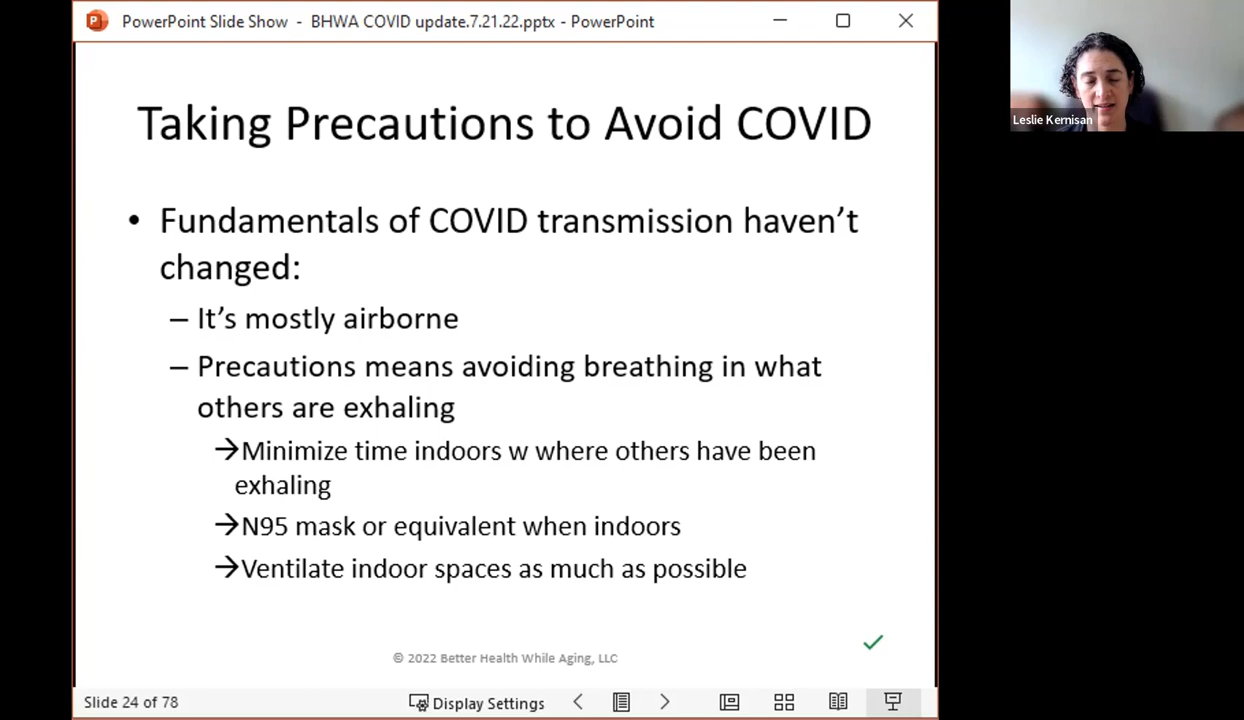 PowerPoint Slide Show - BHWA COVID update.7.21.22.pptx - PowerPoint
Leslie Kernisan
Taking Precautions to Avoid COVID
• Fundamentals of COVID transmission haven't
changed:
– It's mostly airborne
– Precautions means avoiding breathing in what
others are exhaling
→Minimize time indoors w where others have been
exhaling
→N95 mask or equivalent when indoors
→Ventilate indoor spaces as much as possible
© 2022 Better Health While Aging, LLC
Slide 24 of 78
Display Settings